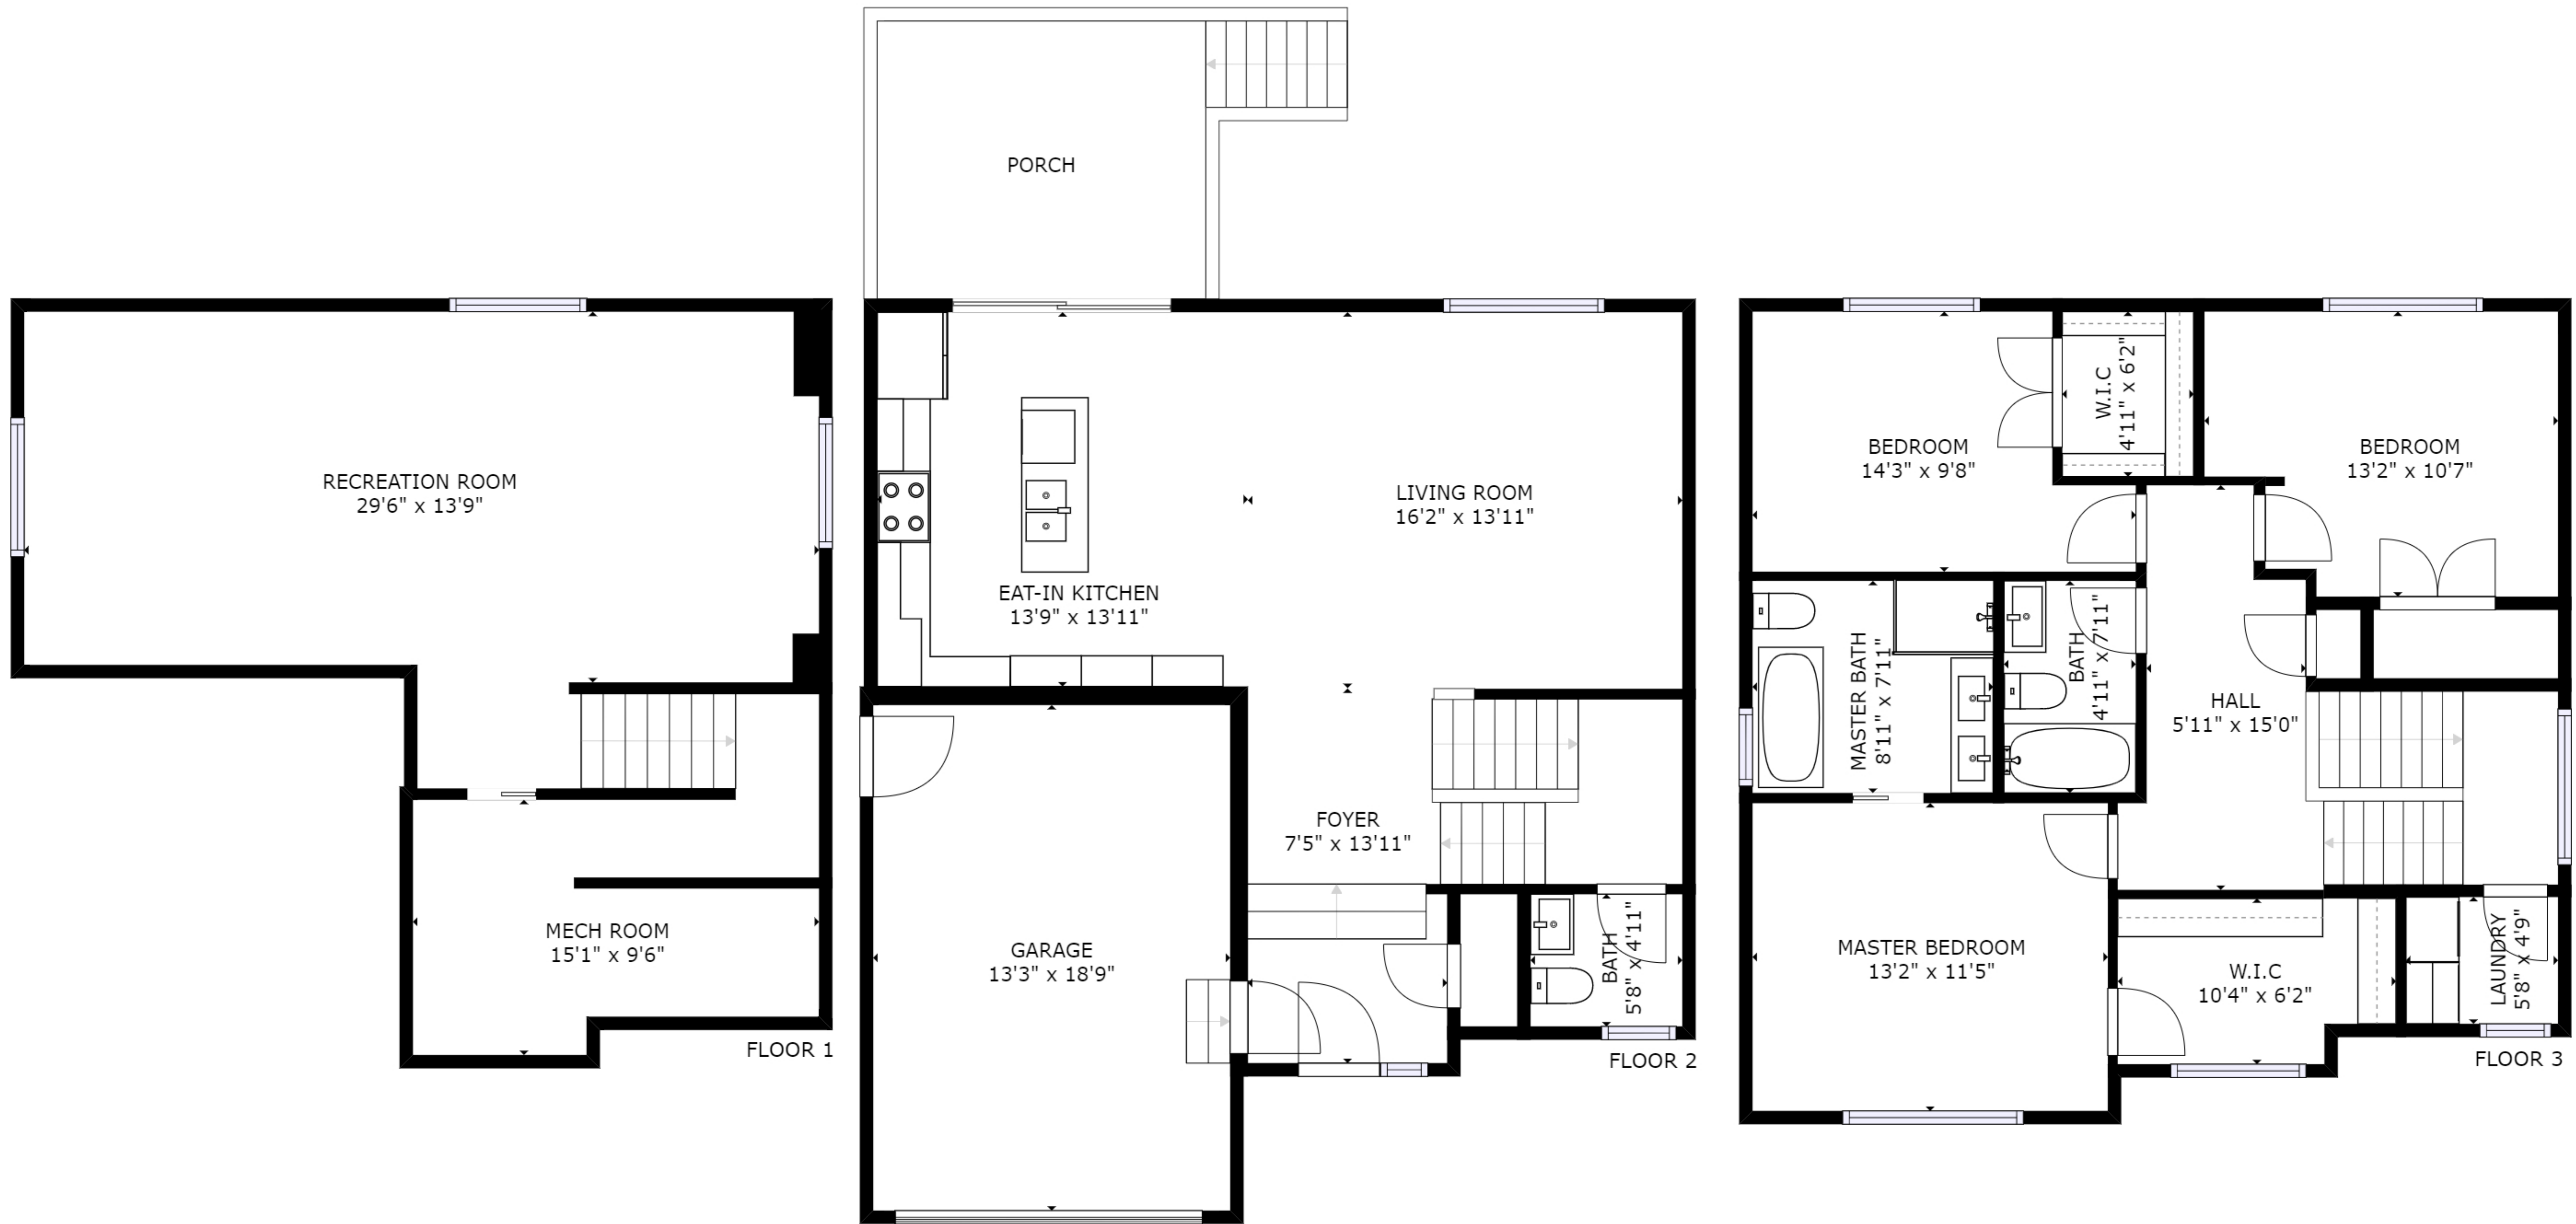 PORCH
RECREATION ROOM
29'6" x 13'9"
MECH ROOM
15'1" x 9'6"
FLOOR 1
EAT-IN KITCHEN
13'9" x 13'11"
LIVING ROOM
16'2" x 13'11"
FOYER
7'5" x 13'11"
GARAGE
13'3" x 18'9"
BATH
5'8" x 4'11"
FLOOR 2
BEDROOM
14'3" x 9'8"
W.I.C
4'11" x 6'2"
BEDROOM
13'2" x 10'7"
MASTER BATH
8'11" x 7'11"
BATH
4'11" x 7'11"
HALL
5'11" x 15'0"
MASTER BEDROOM
13'2" x 11'5"
W.I.C
10'4" x 6'2"
LAUNDRY
5'8" x 4'9"
FLOOR 3